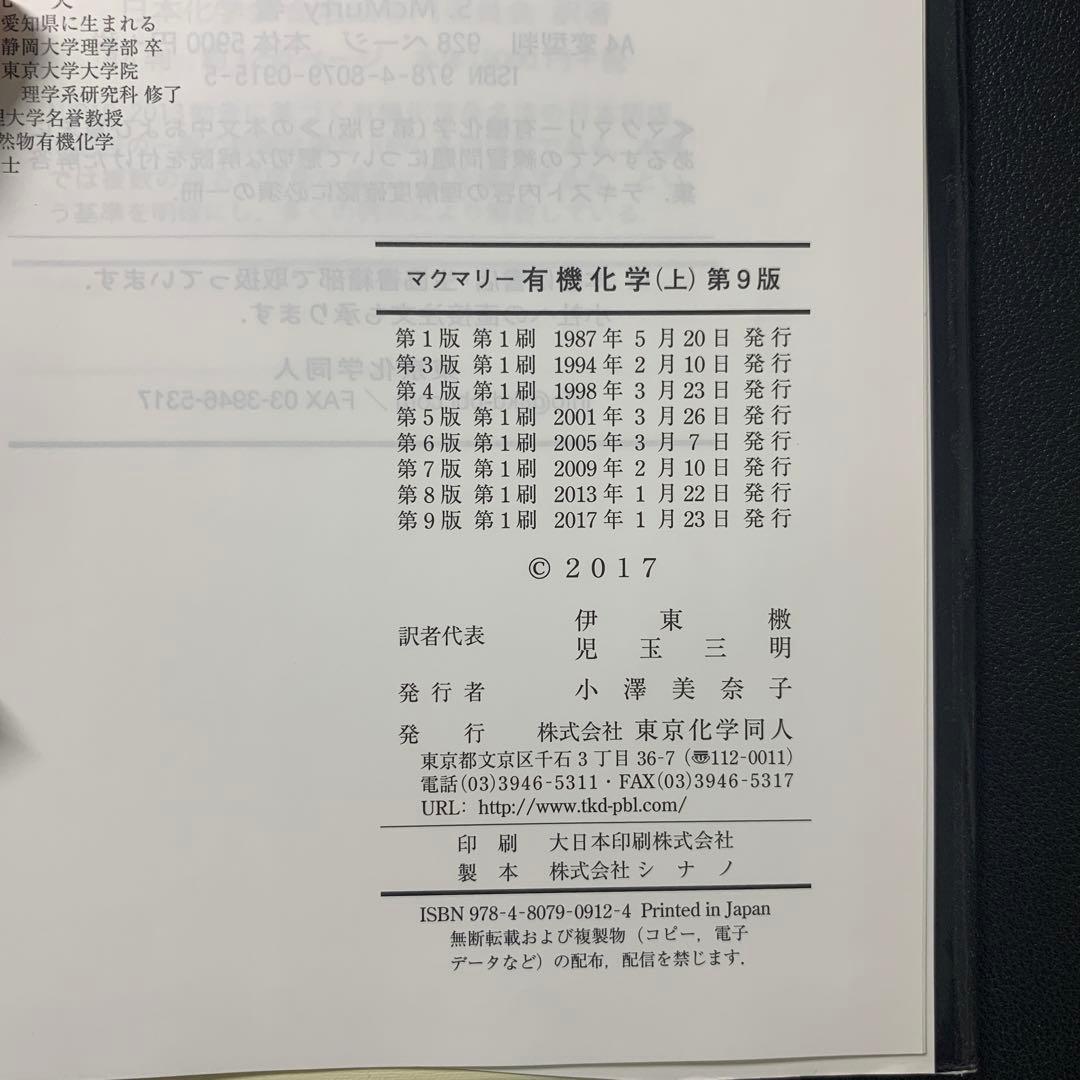 愛知県に生まれる
静岡大学理学部 卒
東京大学大学院
理学系研究科 修了
大学名誉教授
然物有機化学
士
マクマリー 有機化学(上) 第9版
第1版 第1刷 1987年 5月20日 発行
第3版 第1刷 1994年 2月10日 発行
第4版 第1刷 1998年 3月23日 発行
第5版 第1刷 2001年 3月26日 発行
第6版 第1刷 2005年 3月 7日 発行
第7版 第1刷 2009年 2月10日 発行
第8版 第1刷 2013年 1月22日 発行
第9版 第1刷 2017年 1月23日 発行
© 2017
訳者代表 伊東 椒
児玉三明
発行者 小澤美奈子
発行 株式会社 東京化学同人
東京都文京区千石3丁目36-7 (〠112-0011)
電話(03)3946-5311・FAX(03)3946-5317
URL: http://www.tkd-pbl.com/
印刷 大日本印刷株式会社
製本 株式会社シナノ
ISBN 978-4-8079-0912-4 Printed in Japan
無断転載および複製物(コピー,電子
データなど)の配布,配信を禁じます.